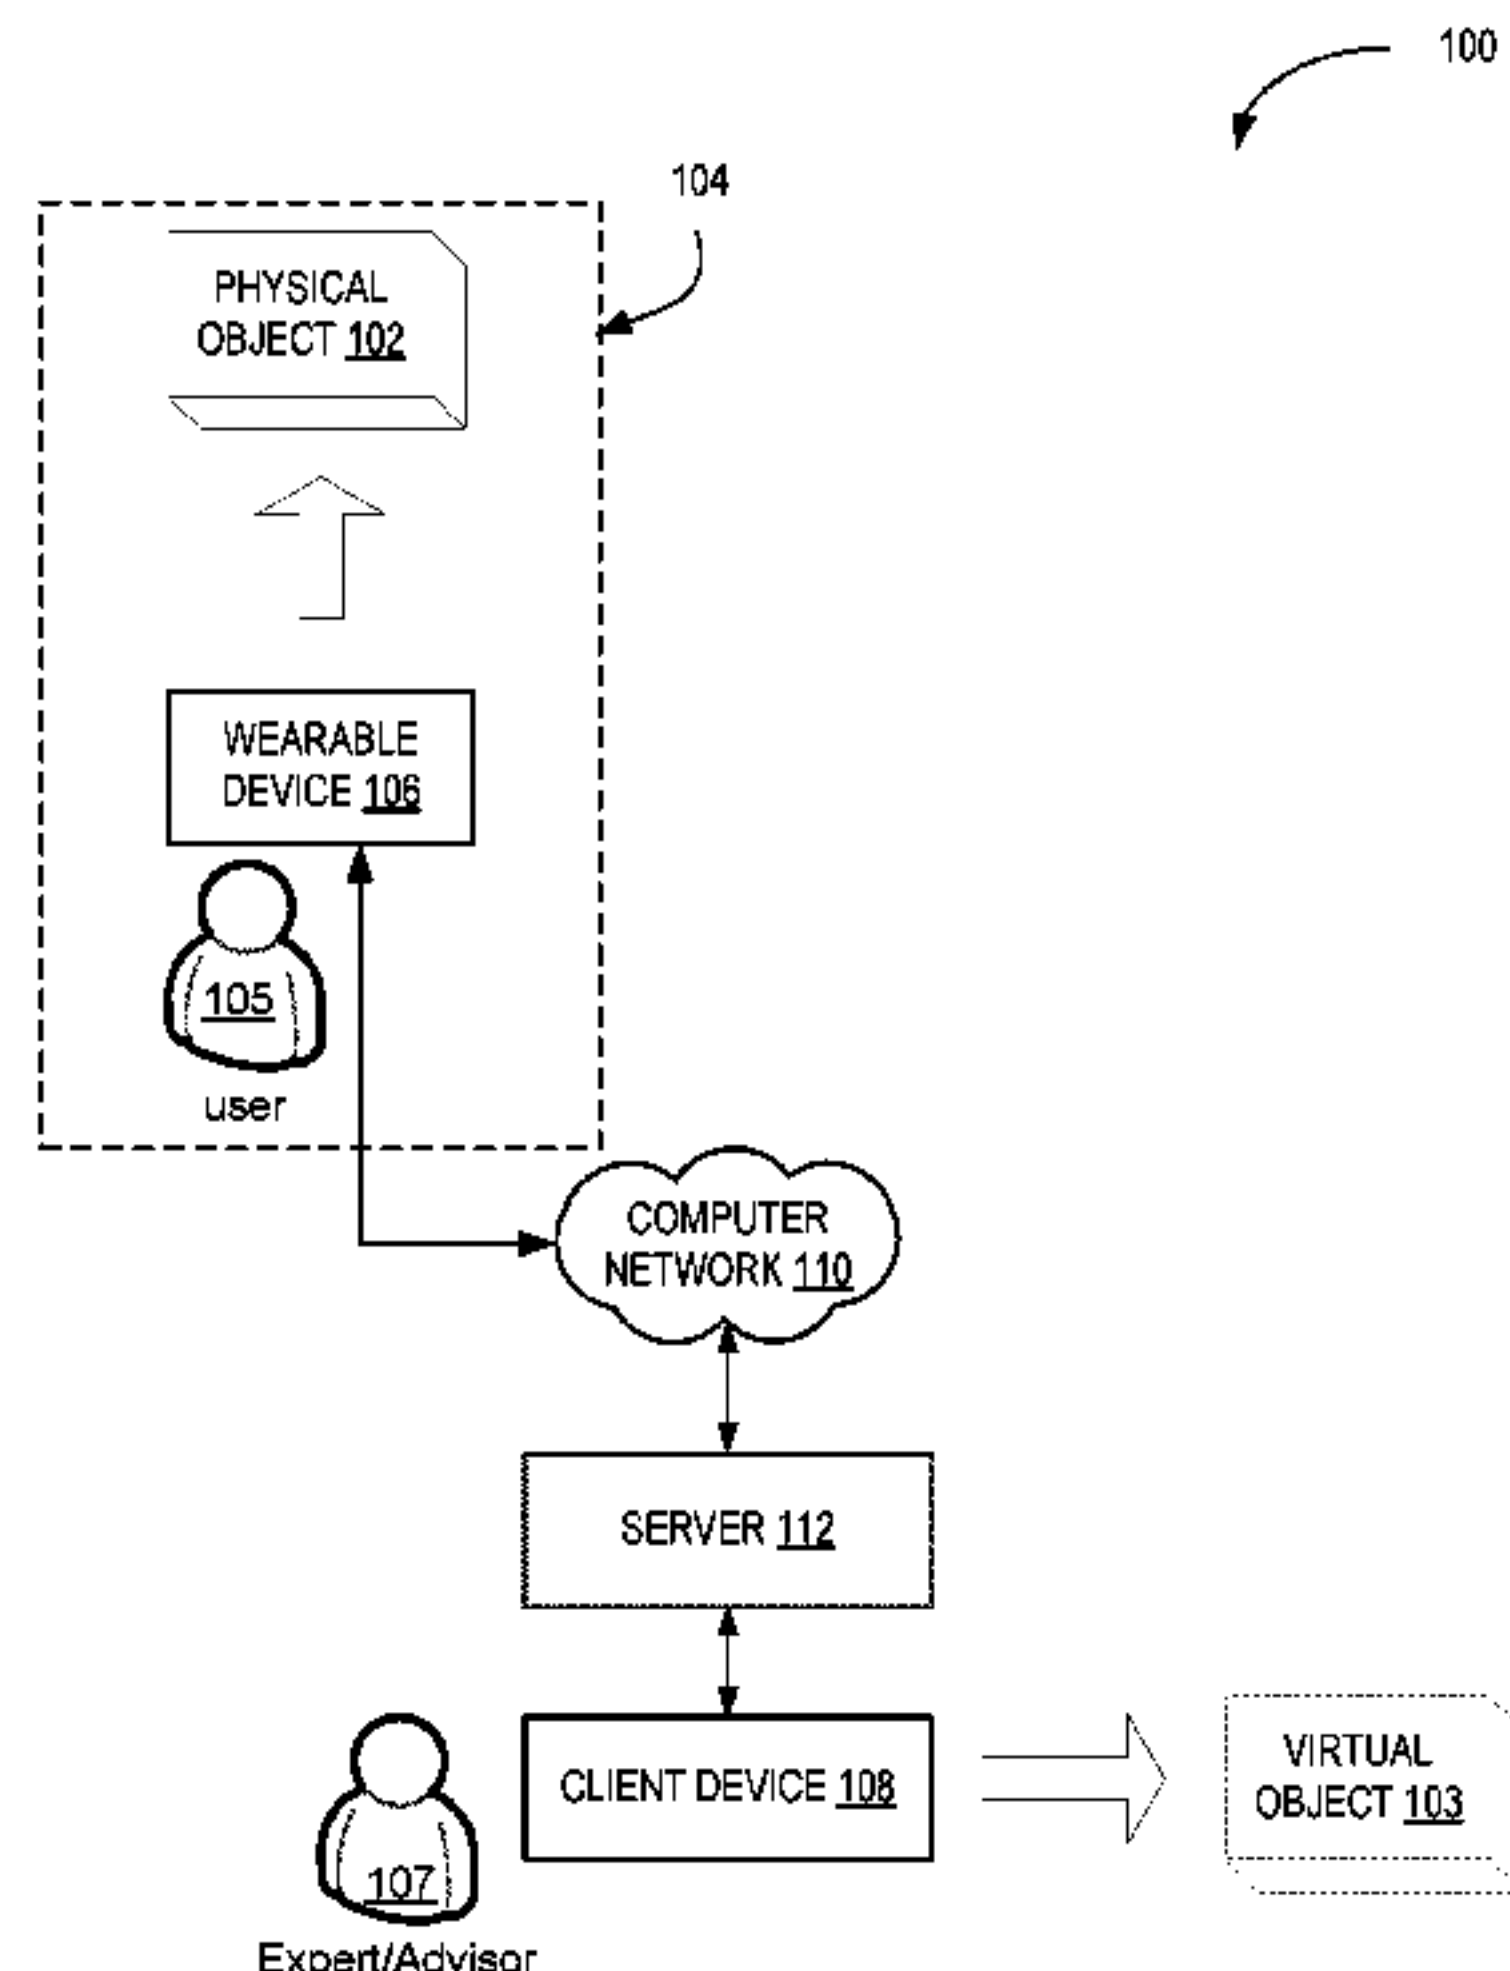 100
104
PHYSICAL
OBJECT 102
WEARABLE
DEVICE 106
105
user
COMPUTER
NETWORK 110
SERVER 112
CLIENT DEVICE 108
VIRTUAL
OBJECT 103
107
Expert/Advisor